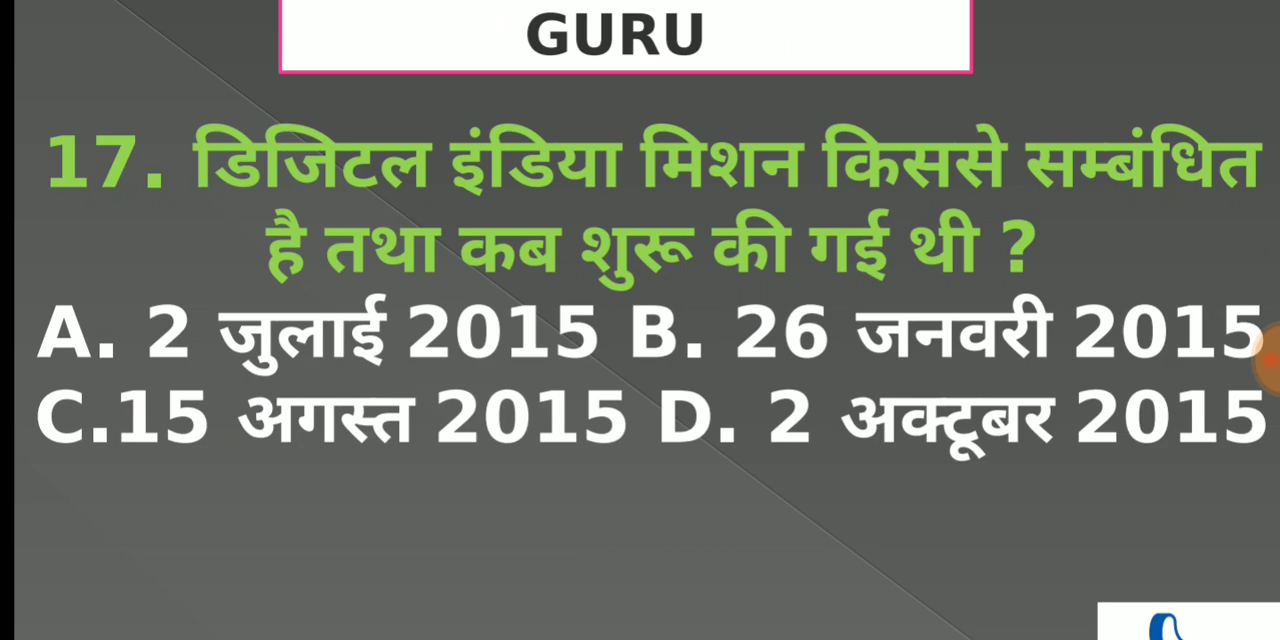 GURU
17. डिजिटल इंडिया मिशन किससे सम्बंधित
है तथा कब शुरू की गई थी ?
A. 2 जुलाई 2015 B. 26 जनवरी 2015
C.15 अगस्त 2015 D. 2 अक्टूबर 2015